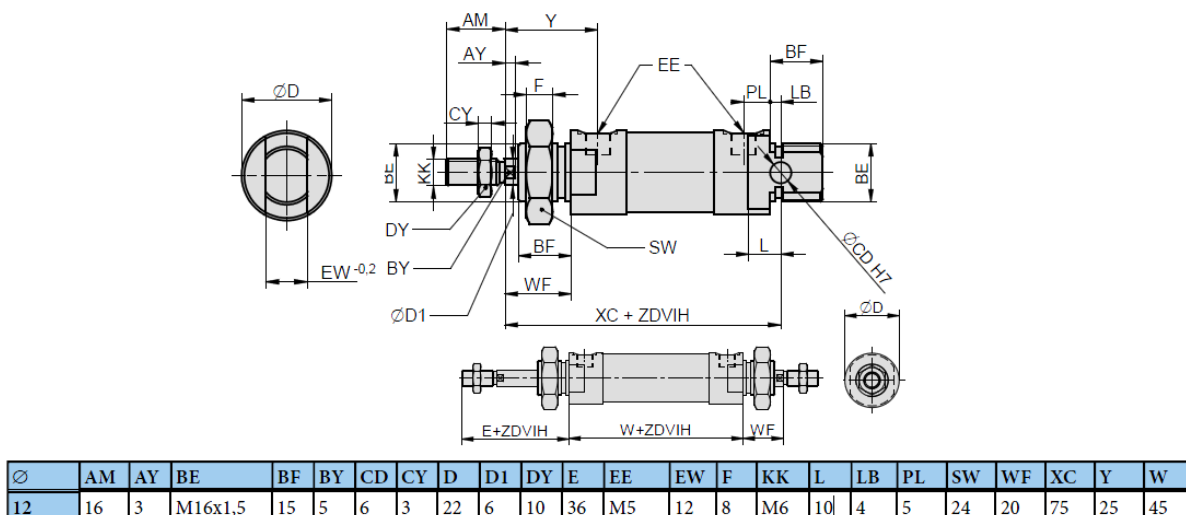 AM
Y
AY
EE
BF
F
PL
LB
ØD
CY
BE
KK
BE
DY
BF
SW
L
EW -0,2
BY
ØCD H7
WF
ØD1
XC + ZDVIH
ØD
E+ZDVIH
W+ZDVIH
WF
Ø AM AY BE BF BY CD CY D D1 DY E EE EW F KK L LB PL SW WF XC Y W
12 16 3 M16x1,5 15 5 6 3 22 6 10 36 M5 12 8 M6 10 4 5 24 20 75 25 45